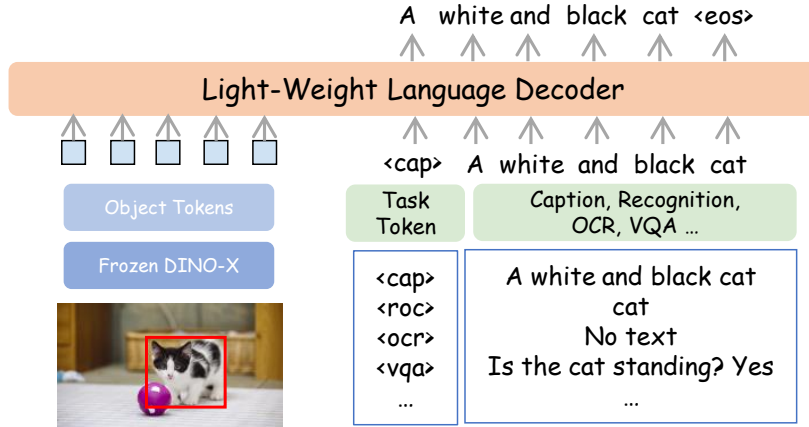 A white and black cat <eos>
Light-Weight Language Decoder
<cap> A white and black cat
Object Tokens
Frozen DINO-X
Task
Token
Caption, Recognition,
OCR, VQA ...
<cap>
<roc>
<ocr>
<vqa>
...
A white and black cat
cat
No text
Is the cat standing? Yes
...